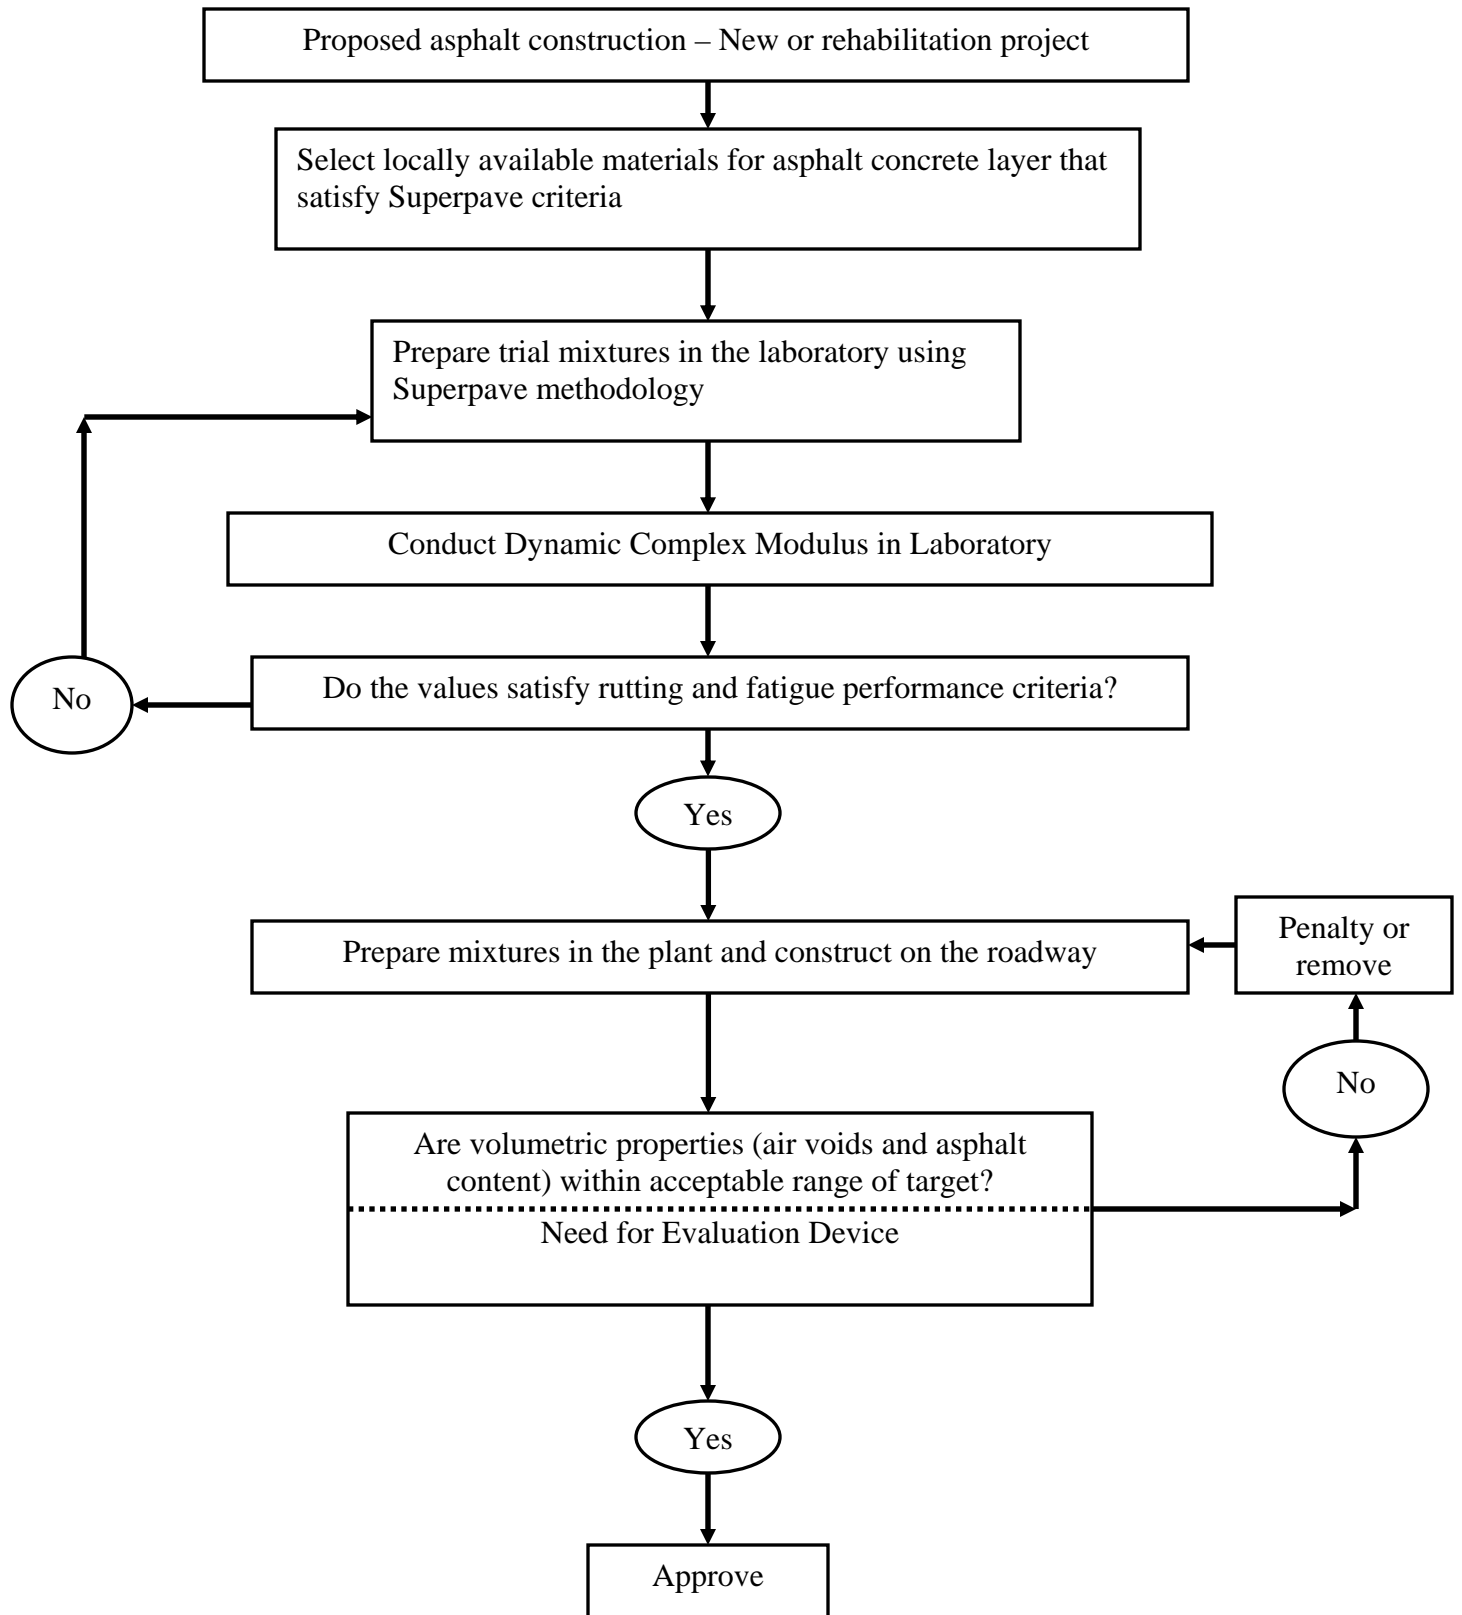 Proposed asphalt construction – New or rehabilitation project
Select locally available materials for asphalt concrete layer that
satisfy Superpave criteria
Prepare trial mixtures in the laboratory using
Superpave methodology
Conduct Dynamic Complex Modulus in Laboratory
No
Do the values satisfy rutting and fatigue performance criteria?
Yes
Prepare mixtures in the plant and construct on the roadway
Penalty or
remove
No
Are volumetric properties (air voids and asphalt
content) within acceptable range of target?
Need for Evaluation Device
Yes
Approve